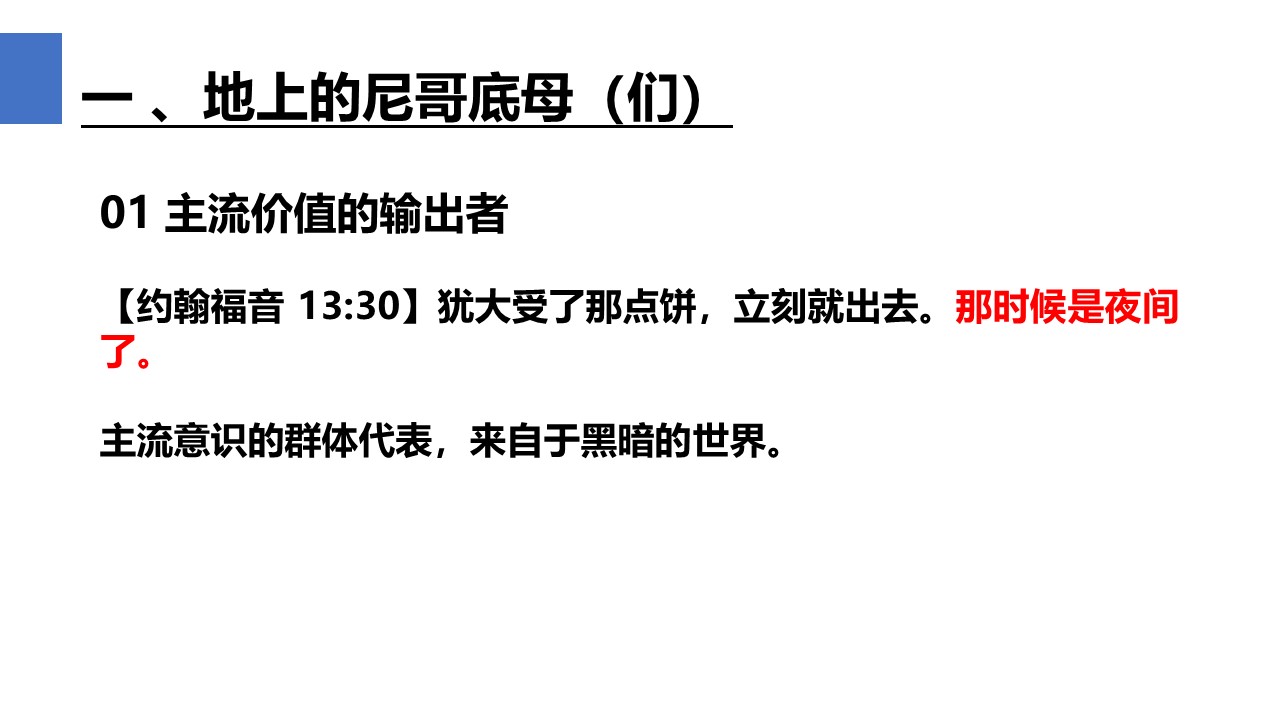 一 、地上的尼哥底母（们）
01 主流价值的输出者
【约翰福音 13:30】犹大受了那点饼，立刻就出去。那时候是夜间
了。
主流意识的群体代表，来自于黑暗的世界。